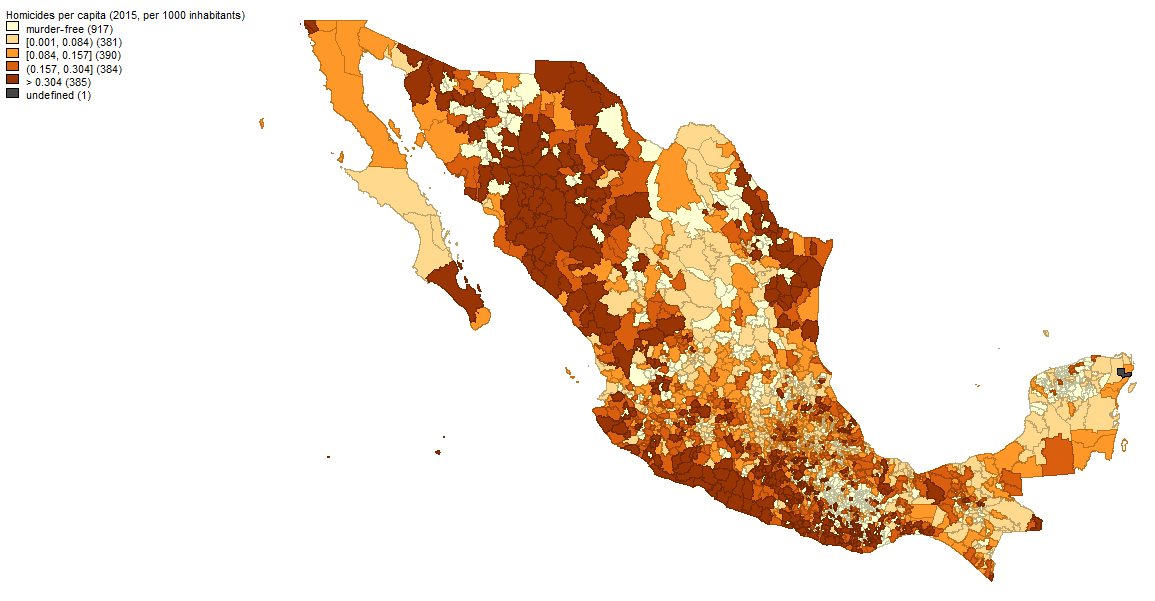 Homicides per capita (2015, per 1000 inhabitants)
murder-free (917)
[0.001, 0.084) (381)
[0.084, 0.157] (390)
(0.157, 0.304] (384)
> 0.304 (385)
undefined (1)